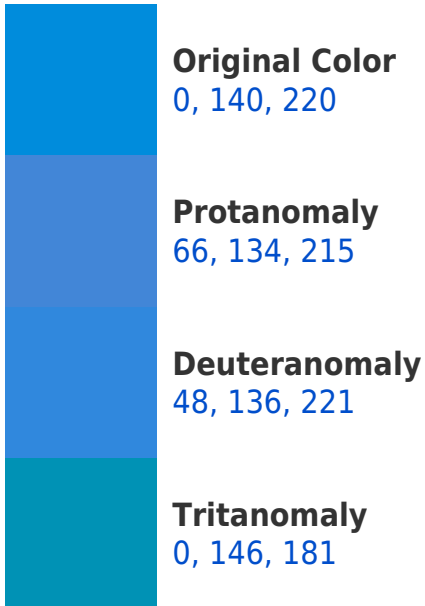 Original Color
0, 140, 220
Protanomaly
66, 134, 215
Deuteranomaly
48, 136, 221
Tritanomaly
0, 146, 181